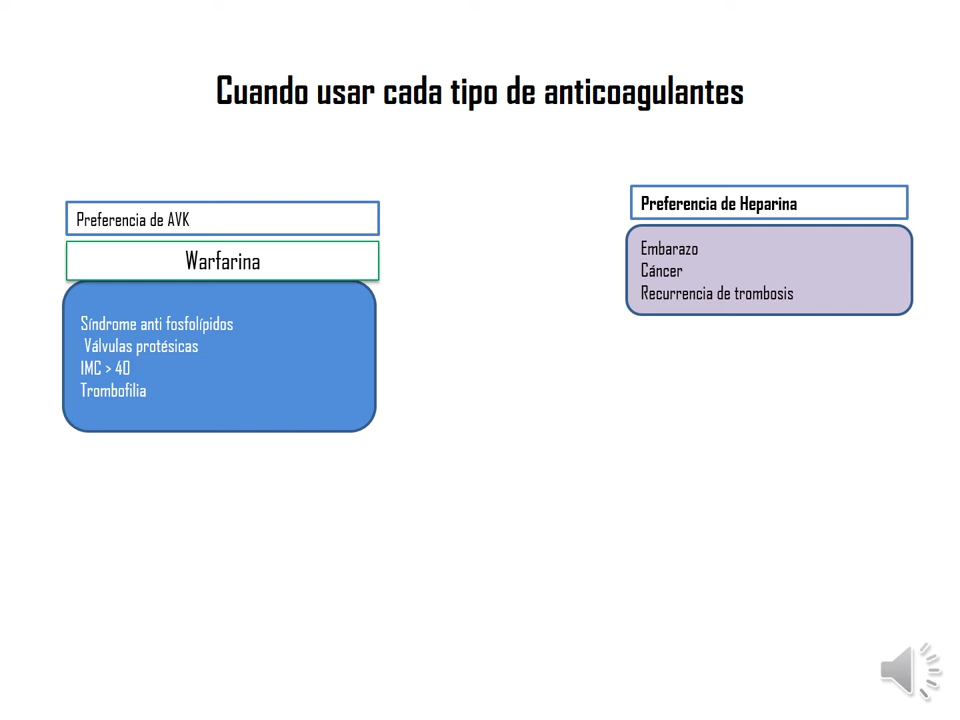 Cuando usar cada tipo de anticoagulantes
Preferencia de AVK
Warfarina
Síndrome anti fosfolípidos
Válvulas protésicas
IMC > 40
Trombofilia
Preferencia de Heparina
Embarazo
Cáncer
Recurrencia de trombosis